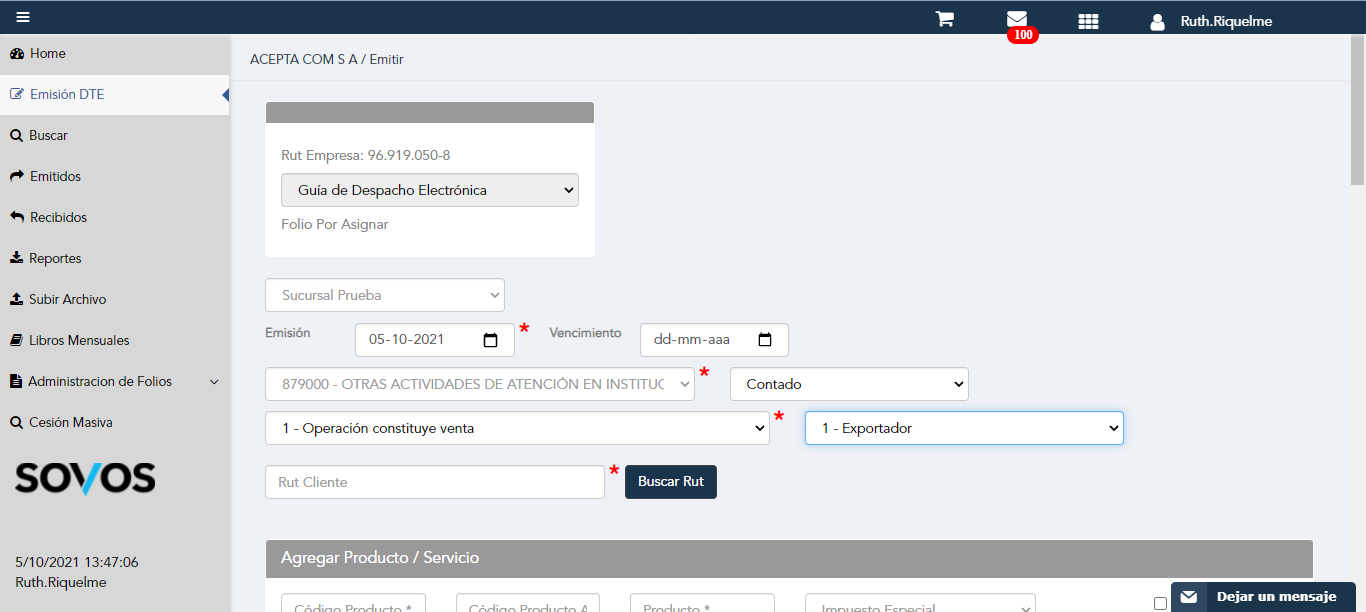 100
Ruth.Riquelme
Home
Emisión DTE
Buscar
Emitidos
Recibidos
Reportes
Subir Archivo
Libros Mensuales
Administracion de Folios
Cesión Masiva
SOVOS
5/10/2021 13:47:06
Ruth.Riquelme
ACEPTA COM S A / Emitir
Rut Empresa: 96.919.050-8
Guía de Despacho Electrónica
Folio Por Asignar
Sucursal Prueba
Emisión 05-10-2021 * Vencimiento dd-mm-aaa
879000 - OTRAS ACTIVIDADES DE ATENCIÓN EN INSTITUC * Contado
1 - Operación constituye venta * 1 - Exportador
Rut Cliente * Buscar Rut
Agregar Producto / Servicio
Código Producto * Código Producto A Producto * Impuesto Especial
Dejar un mensaje